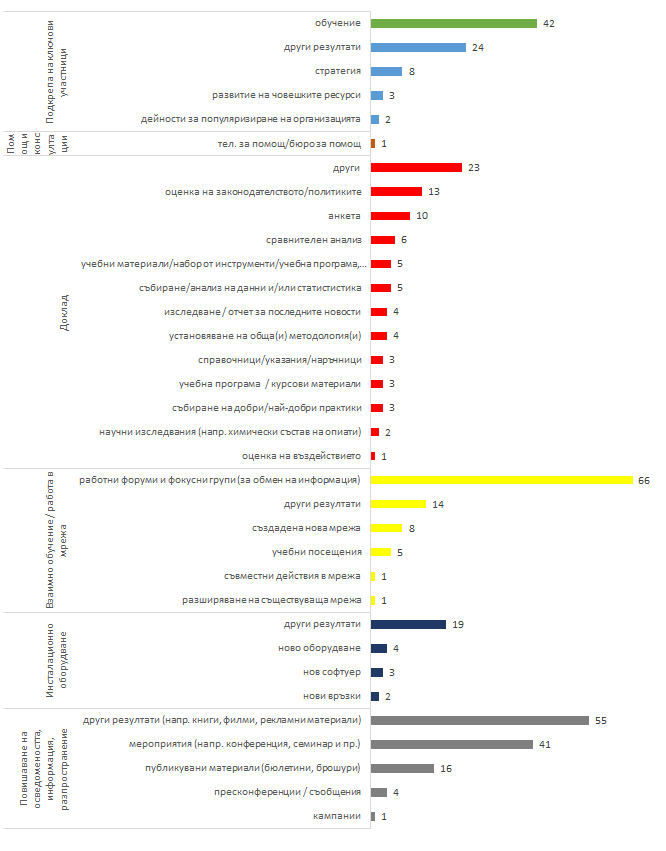 Подкрепа на ключови
участници
обучение 42
други резултати 24
стратегия 8
развитие на човешките ресурси 3
дейности за популяризиране на организацията 2
Пом
ощ и
конс
улта
ции
тел. за помощ/бюро за помощ 1
Доклад
други 23
оценка на законодателството/политиките 13
анкета 10
сравнителен анализ 6
учебни материали/набор от инструменти/учебна програма,... 5
събиране/анализ на данни и/или статистистика 5
изследване / отчет за последните новости 4
установяване на обща(и) методология(и) 4
справочници/указания/наръчници 3
учебна програма / курсови материали 3
събиране на добри/най-добри практики 3
научни изследвания (напр. химически състав на опиати) 2
оценка на въздействието 1
Взаимно обучение / работа в
мрежа
работни форуми и фокусни групи (за обмен на информация) 66
други резултати 14
създадена нова мрежа 8
учебни посещения 5
съвместни действия в мрежа 1
разширяване на съществуваща мрежа 1
Инсталационно
оборудване
други резултати 19
ново оборудване 4
нов софтуер 3
нови връзки 2
Повишаване на
осведомеността,
информация,
разпространение
други резултати (напр. книги, филми, рекламни материали) 55
мероприятия (напр. конференция, семинар и пр.) 41
публикувани материали (бюлетини, брошури) 16
пресконференции / съобщения 4
кампании 1